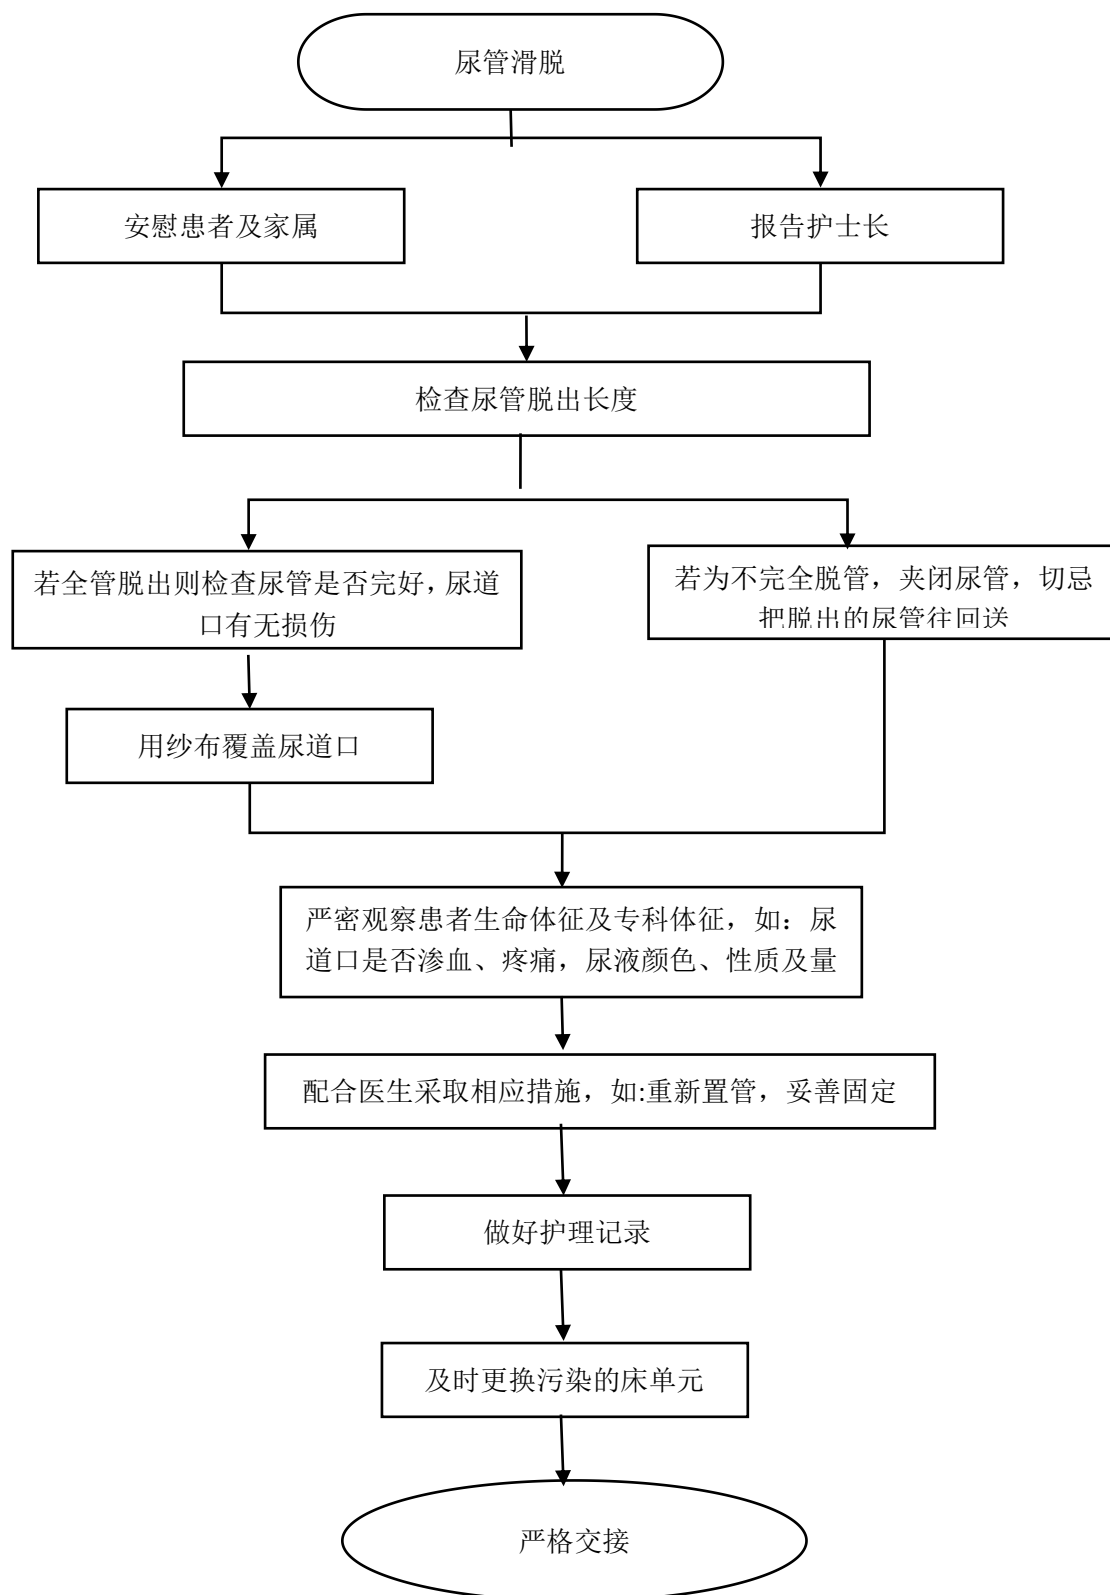 尿管滑脱
安慰患者及家属
报告护士长
检查尿管脱出长度
若全管脱出则检查尿管是否完好，尿道
口有无损伤
若为不完全脱管，夹闭尿管，切忌
把脱出的尿管往回送
用纱布覆盖尿道口
严密观察患者生命体征及专科体征，如：尿
道口是否渗血、疼痛，尿液颜色、性质及量
配合医生采取相应措施，如:重新置管，妥善固定
做好护理记录
及时更换污染的床单元
严格交接